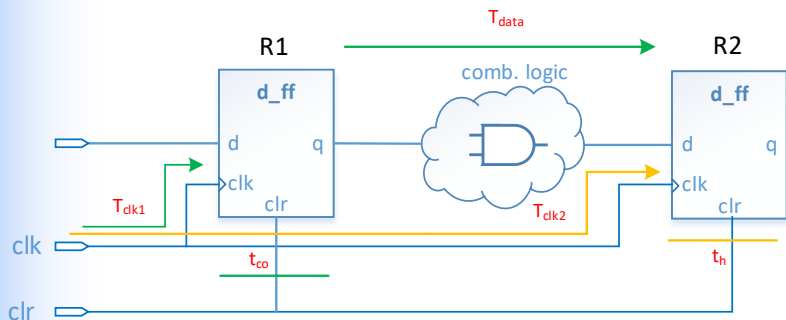 T_data
R1
R2
comb. logic
d_ff
d_ff
d
q
d
q
clk
clk
T_clk1
clr
T_clk2
clr
clk
t_co
t_h
clr